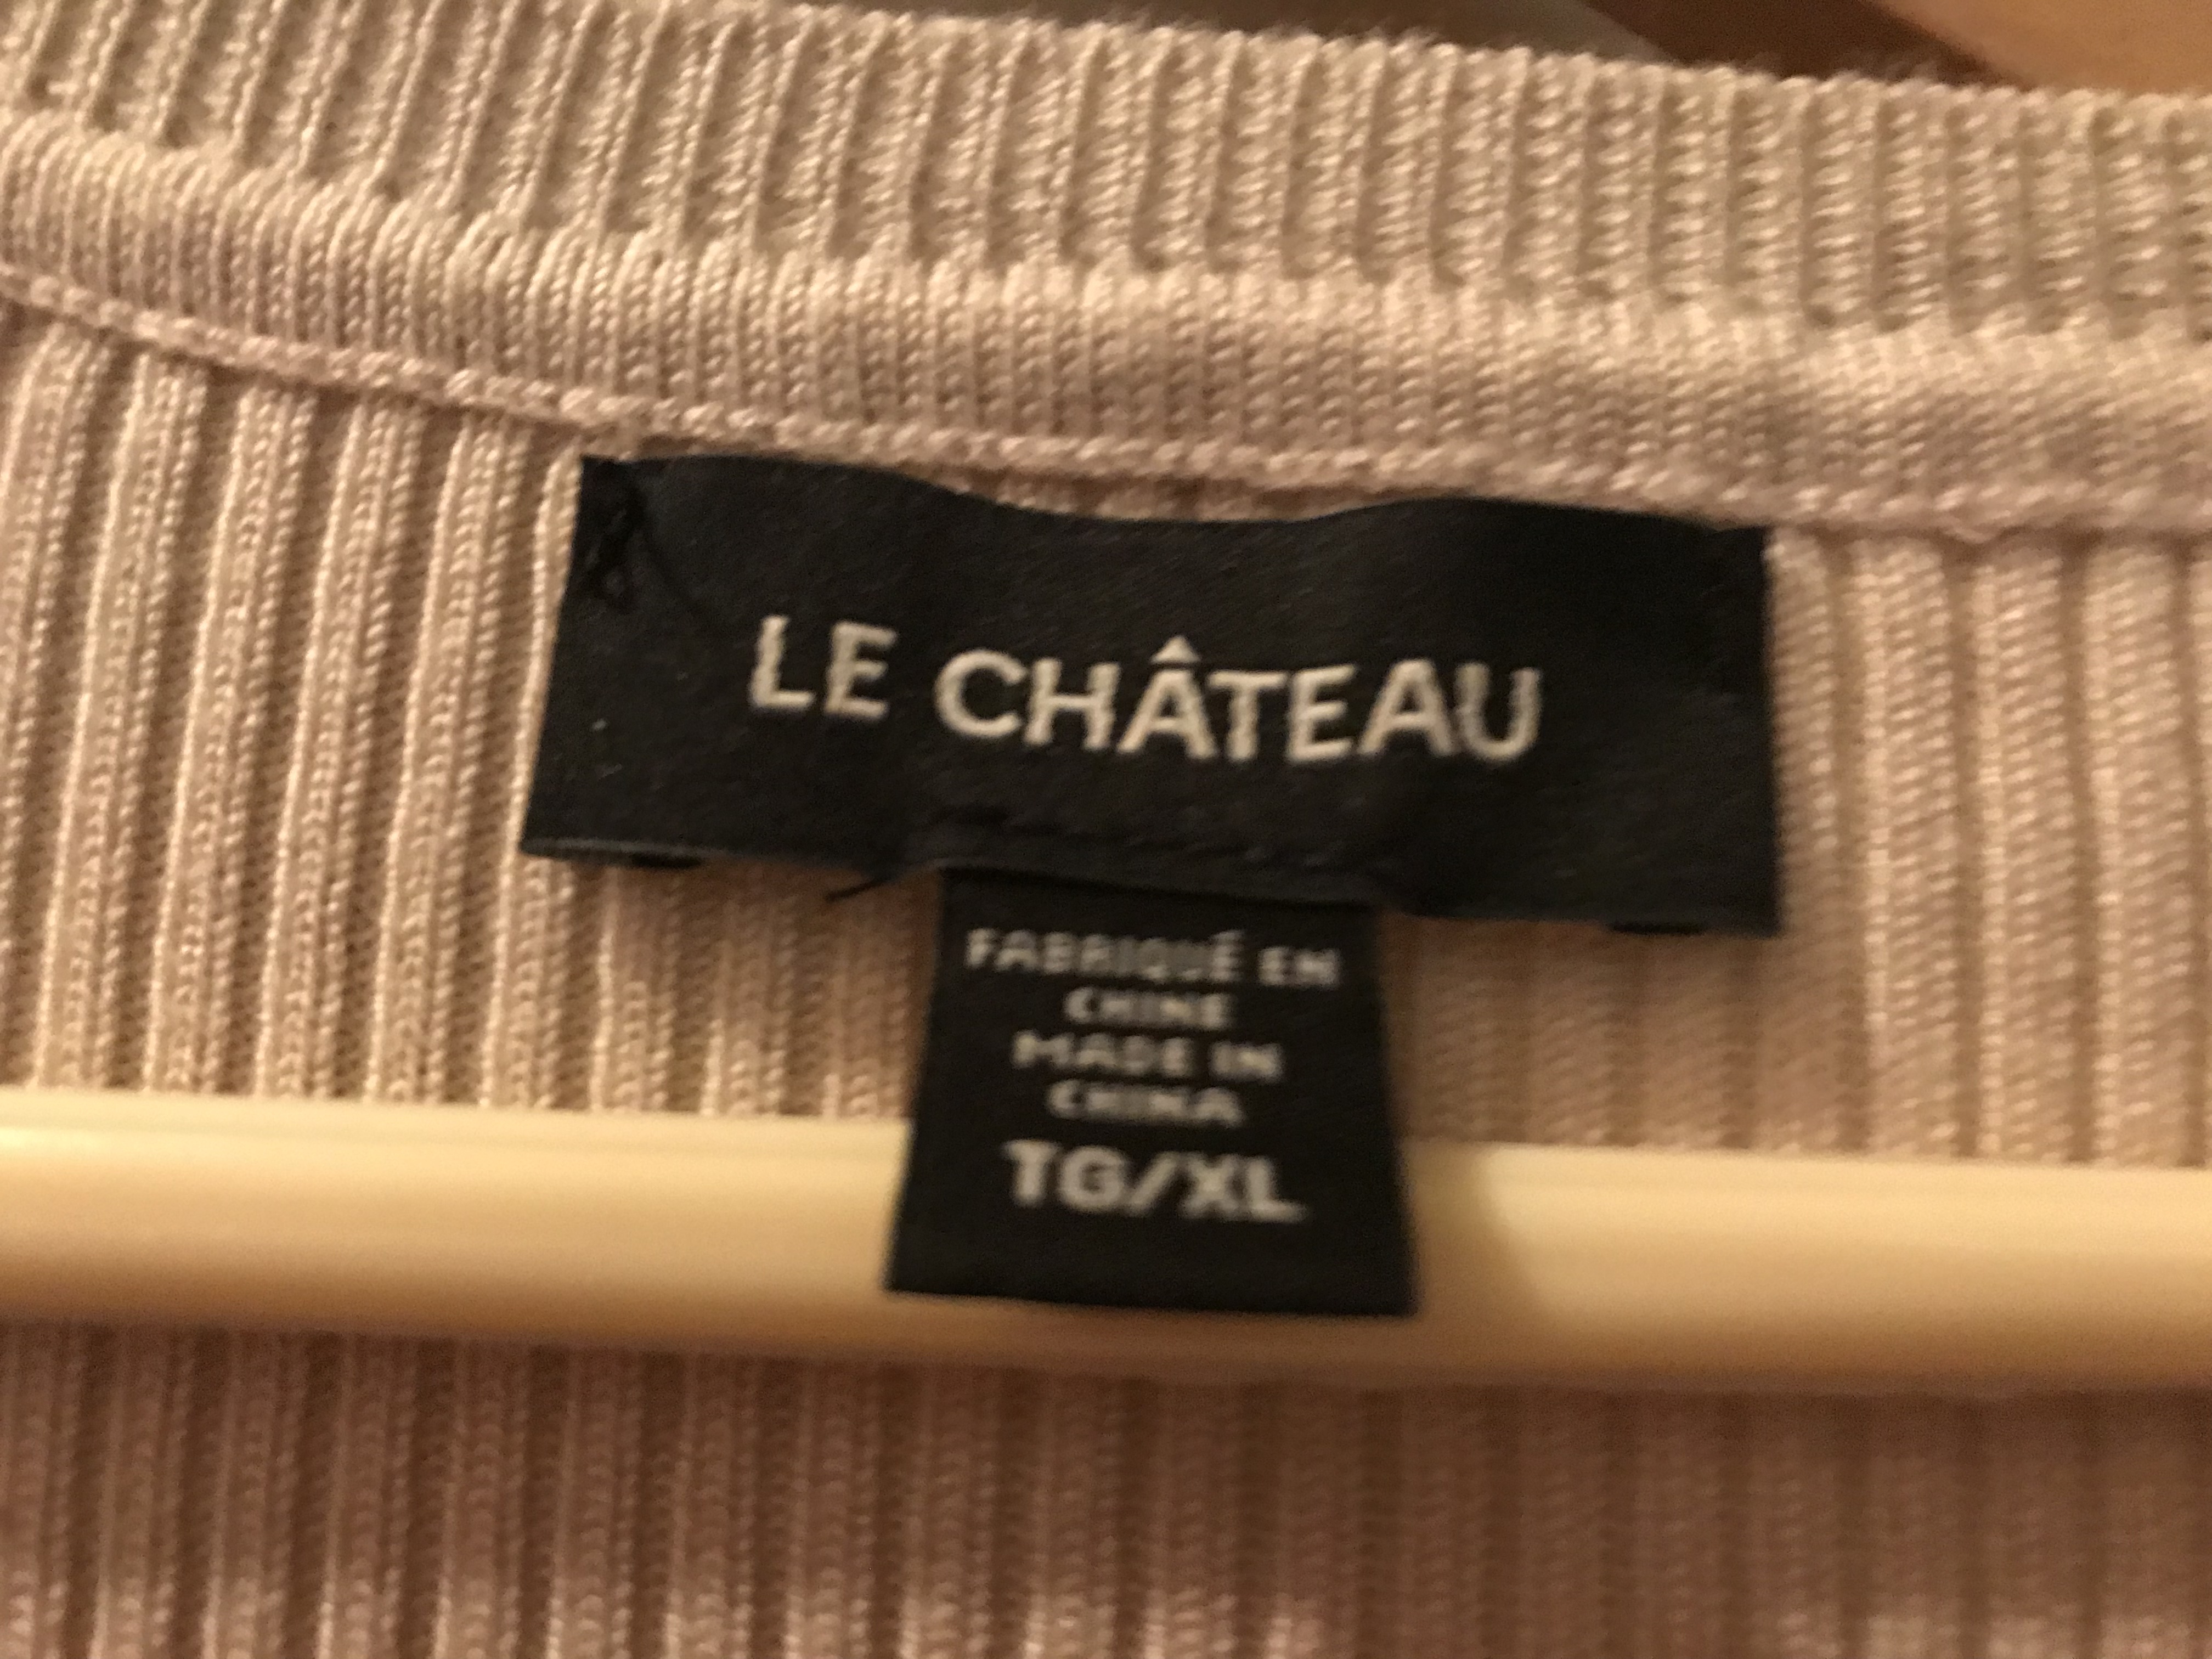 LE CHÂTEAU
FABRIQUÉ EN
CHINE
MADE IN
CHINA
TG/XL